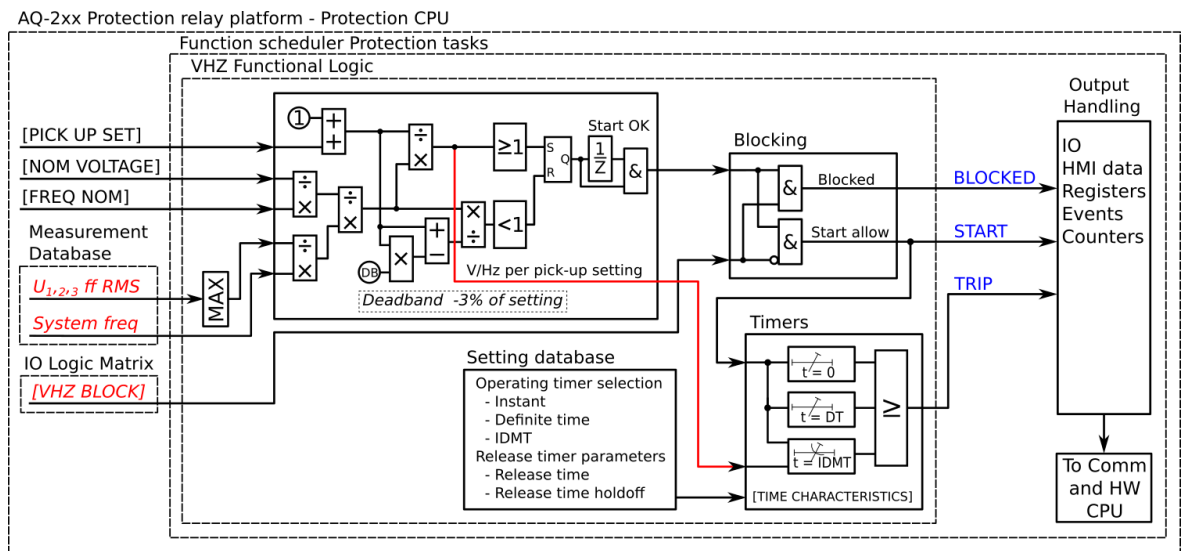 AQ-2xx Protection relay platform - Protection CPU
Function scheduler Protection tasks
VHZ Functional Logic
[PICK UP SET]
[NOM VOLTAGE]
[FREQ NOM]
Measurement
Database
U1,2,3 ff RMS
System freq
IO Logic Matrix
[VHZ BLOCK]
MAX
1
+
+
÷
×
÷
×
÷
×
÷
×
DB
×
+
−
×
÷
≥1
<1
S
R
Q
Start OK
1
Z
&
V/Hz per pick-up setting
Deadband -3% of setting
Blocking
&
Blocked
&
Start allow
Setting database
Operating timer selection
- Instant
- Definite time
- IDMT
Release timer parameters
- Release time
- Release time holdoff
Timers
t = 0
t = DT
t = IDMT
≥
[TIME CHARACTERISTICS]
BLOCKED
START
TRIP
Output
Handling
IO
HMI data
Registers
Events
Counters
To Comm
and HW
CPU